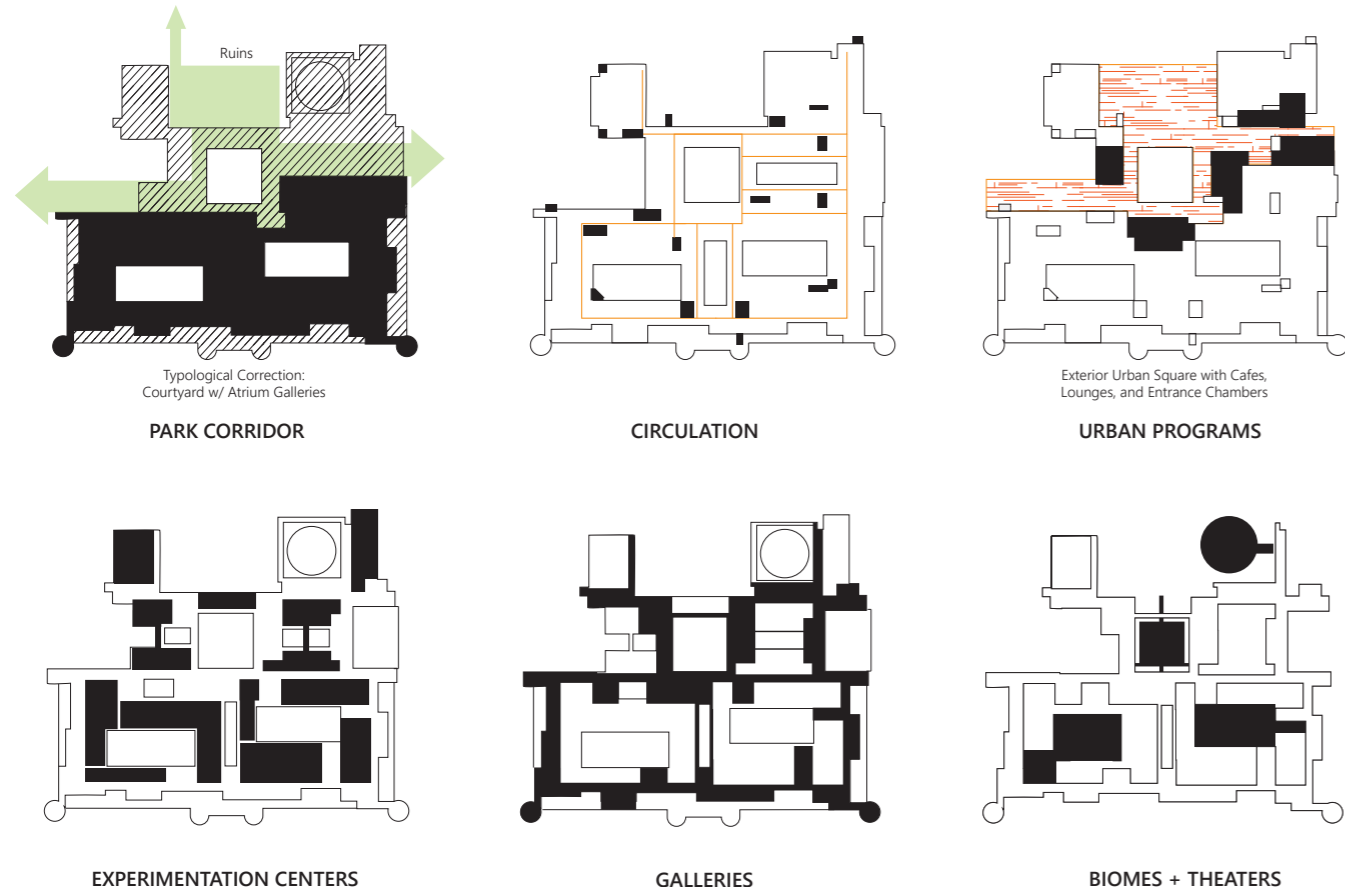 Ruins
Typological Correction:
Courtyard w/ Atrium Galleries
PARK CORRIDOR
CIRCULATION
Exterior Urban Square with Cafes,
Lounges, and Entrance Chambers
URBAN PROGRAMS
EXPERIMENTATION CENTERS
GALLERIES
BIOMES + THEATERS